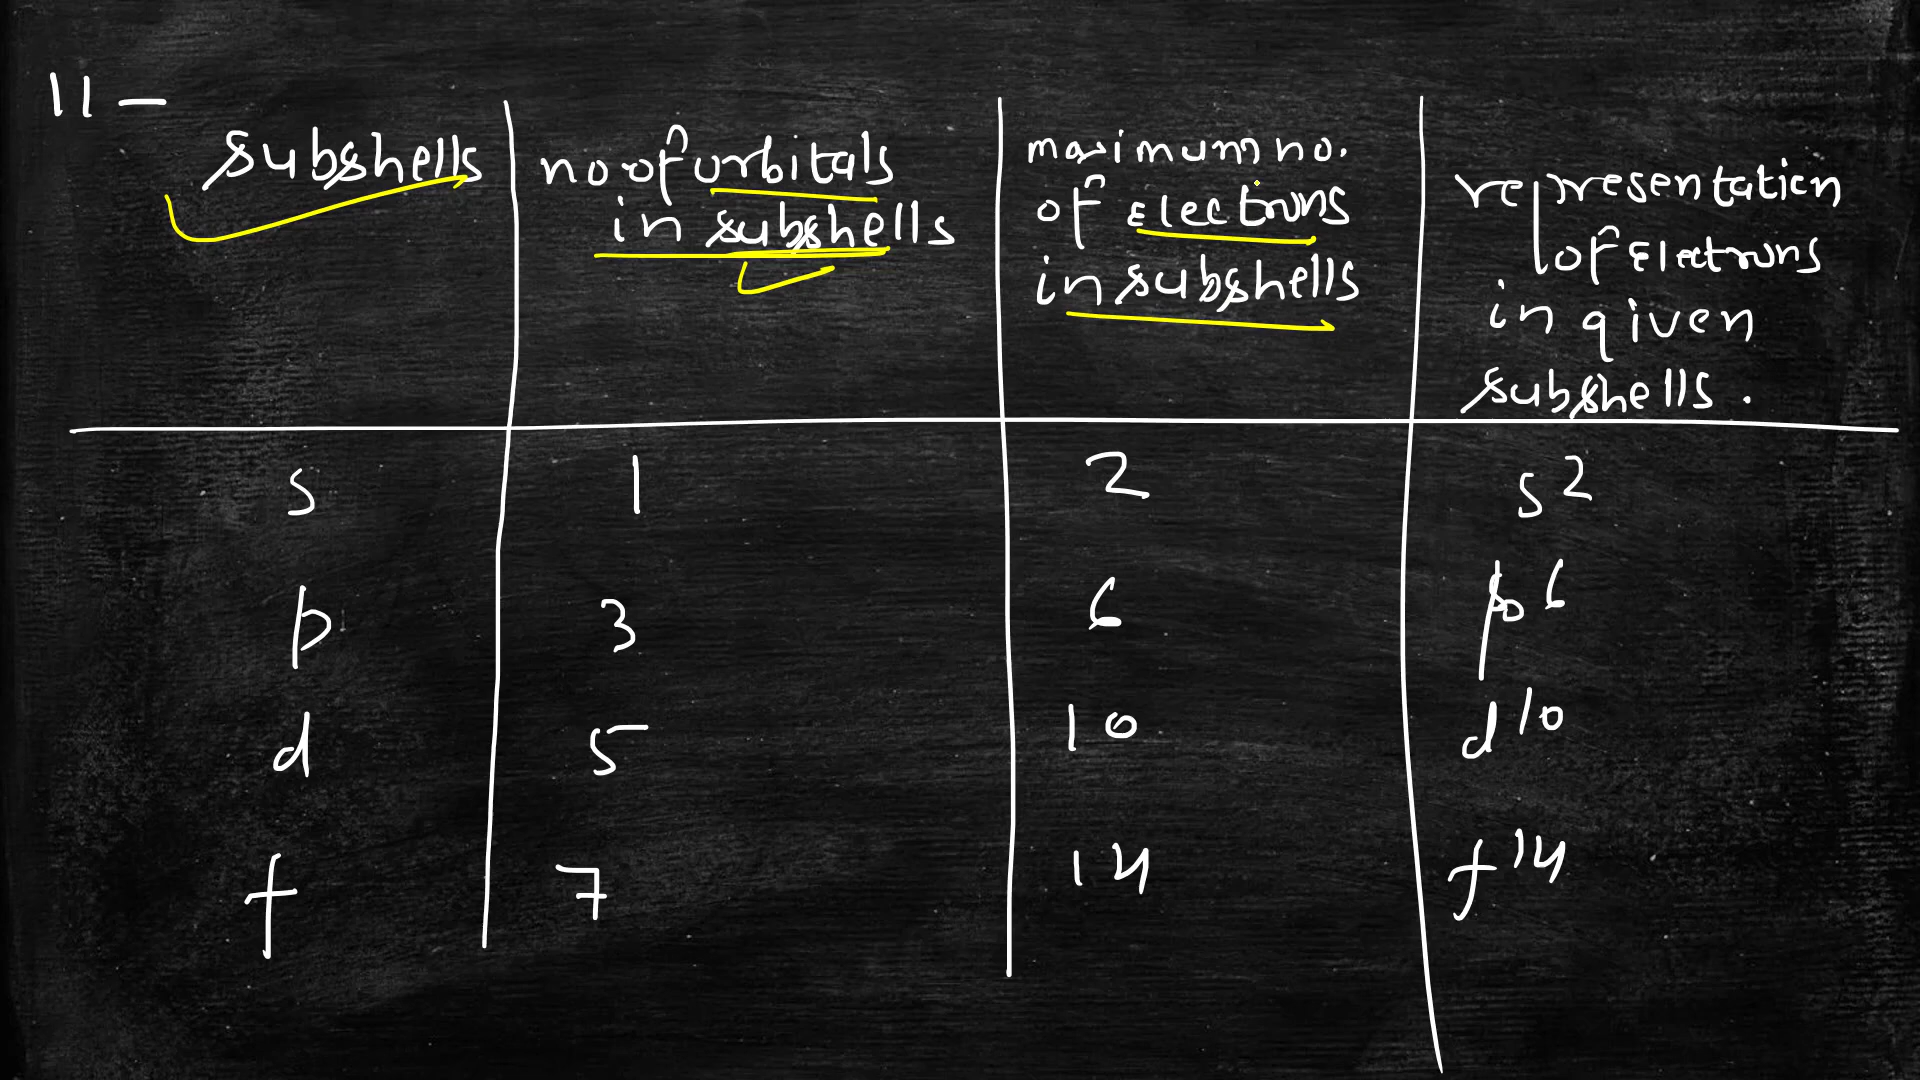 11 -
subshells
no of orbitals
in subshells
maximum no.
of Electrons
in subshells
representation
of Electrons
in given
subshells.
s 1 2 s²
p 3 6 p⁶
d 5 10 d¹⁰
f 7 14 f¹⁴